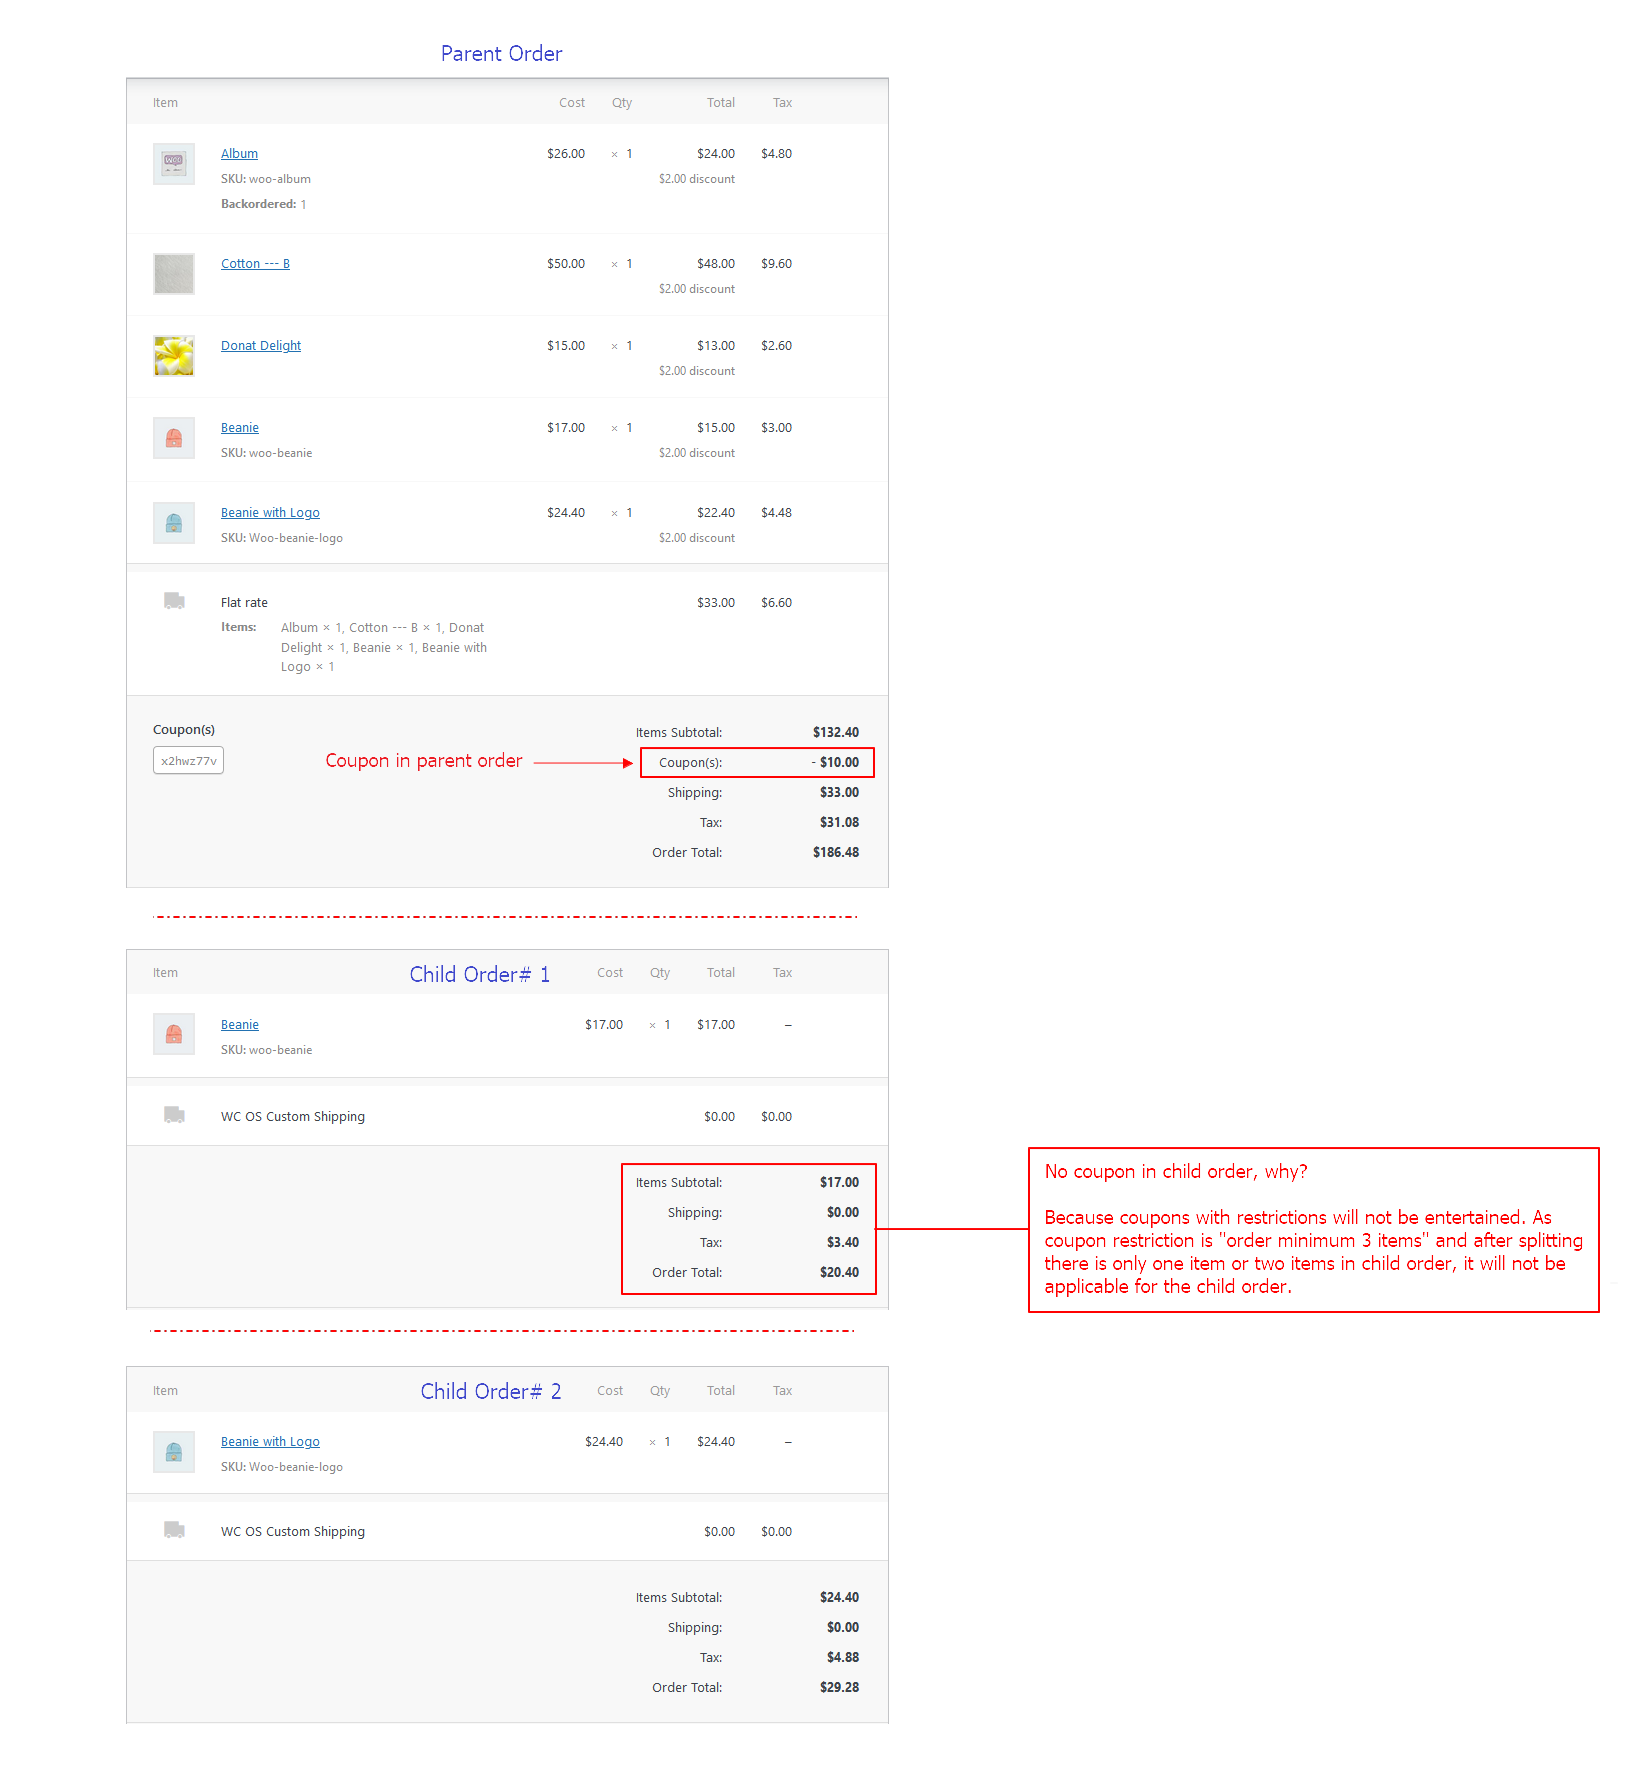 Parent Order
Item Cost Qty Total Tax
Album $26.00 × 1 $24.00 $4.80
SKU: woo-album $2.00 discount
Backordered: 1
Cotton --- B $50.00 × 1 $48.00 $9.60
$2.00 discount
Donat Delight $15.00 × 1 $13.00 $2.60
$2.00 discount
Beanie $17.00 × 1 $15.00 $3.00
SKU: woo-beanie $2.00 discount
Beanie with Logo $24.40 × 1 $22.40 $4.48
SKU: Woo-beanie-logo $2.00 discount
Flat rate $33.00 $6.60
Items: Album × 1, Cotton --- B × 1, Donat
Delight × 1, Beanie × 1, Beanie with
Logo × 1
Coupon(s)
x2hwz77v
Coupon in parent order
Items Subtotal: $132.40
Coupon(s): - $10.00
Shipping: $33.00
Tax: $31.08
Order Total: $186.48
Child Order# 1
Item Cost Qty Total Tax
Beanie $17.00 × 1 $17.00 –
SKU: woo-beanie
WC OS Custom Shipping $0.00 $0.00
Items Subtotal: $17.00
Shipping: $0.00
Tax: $3.40
Order Total: $20.40
No coupon in child order, why?
Because coupons with restrictions will not be entertained. As
coupon restriction is "order minimum 3 items" and after splitting
there is only one item or two items in child order, it will not be
applicable for the child order.
Child Order# 2
Item Cost Qty Total Tax
Beanie with Logo $24.40 × 1 $24.40 –
SKU: Woo-beanie-logo
WC OS Custom Shipping $0.00 $0.00
Items Subtotal: $24.40
Shipping: $0.00
Tax: $4.88
Order Total: $29.28